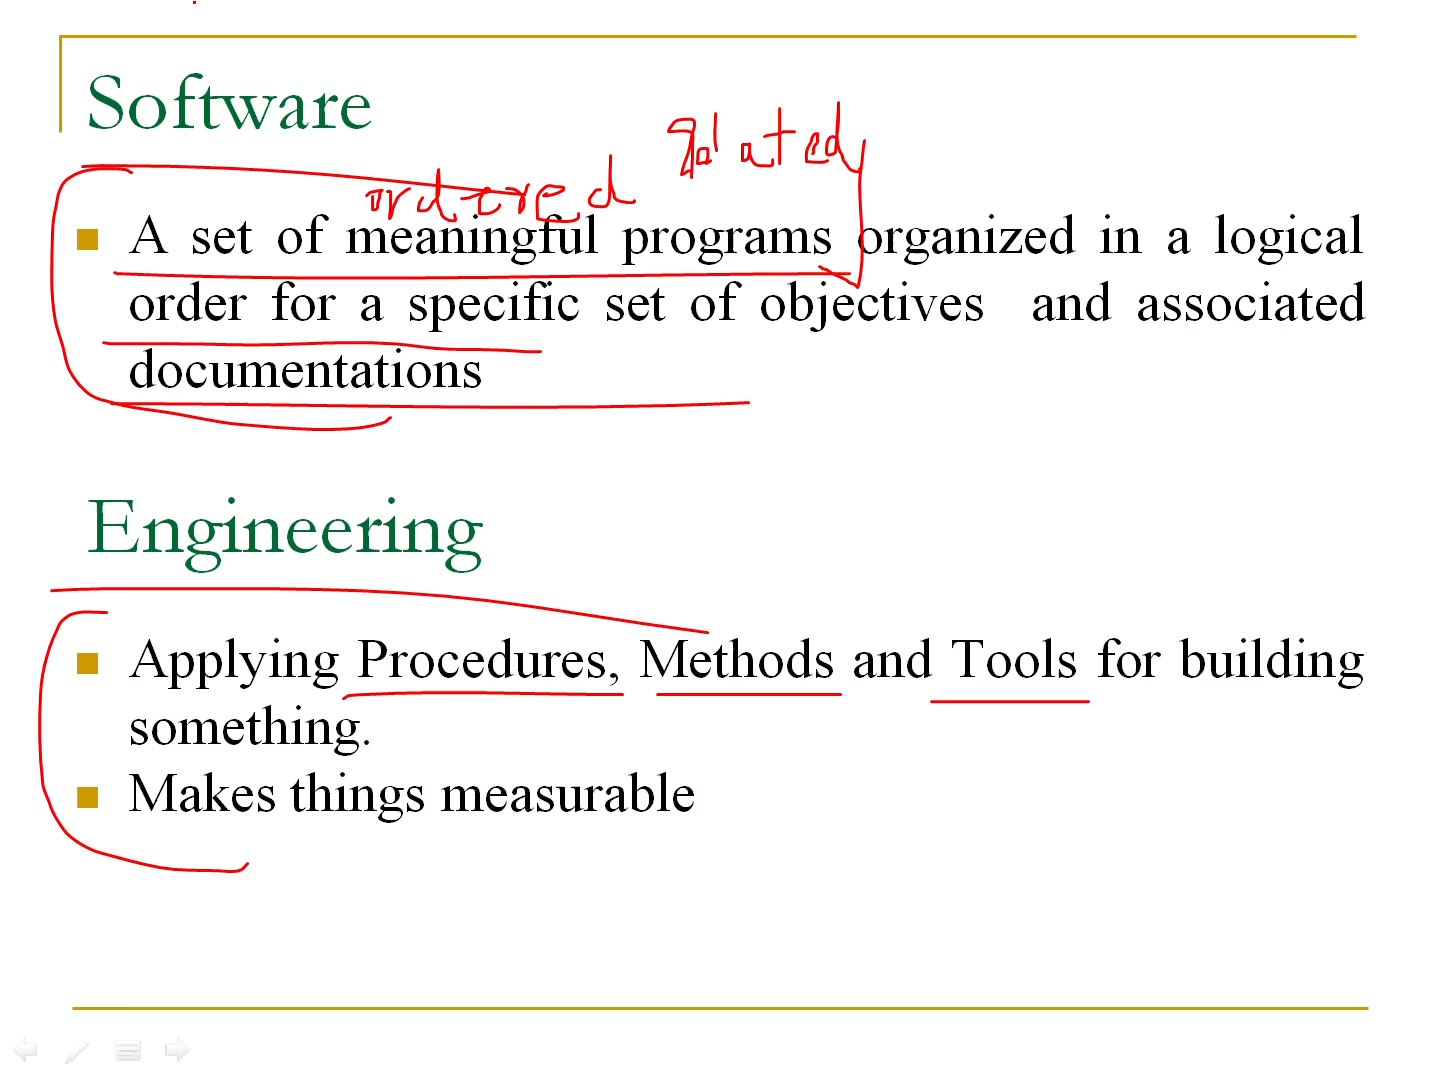 Software
ordered related
A set of meaningful programs organized in a logical
order for a specific set of objectives and associated
documentations
Engineering
Applying Procedures, Methods and Tools for building
something.
Makes things measurable